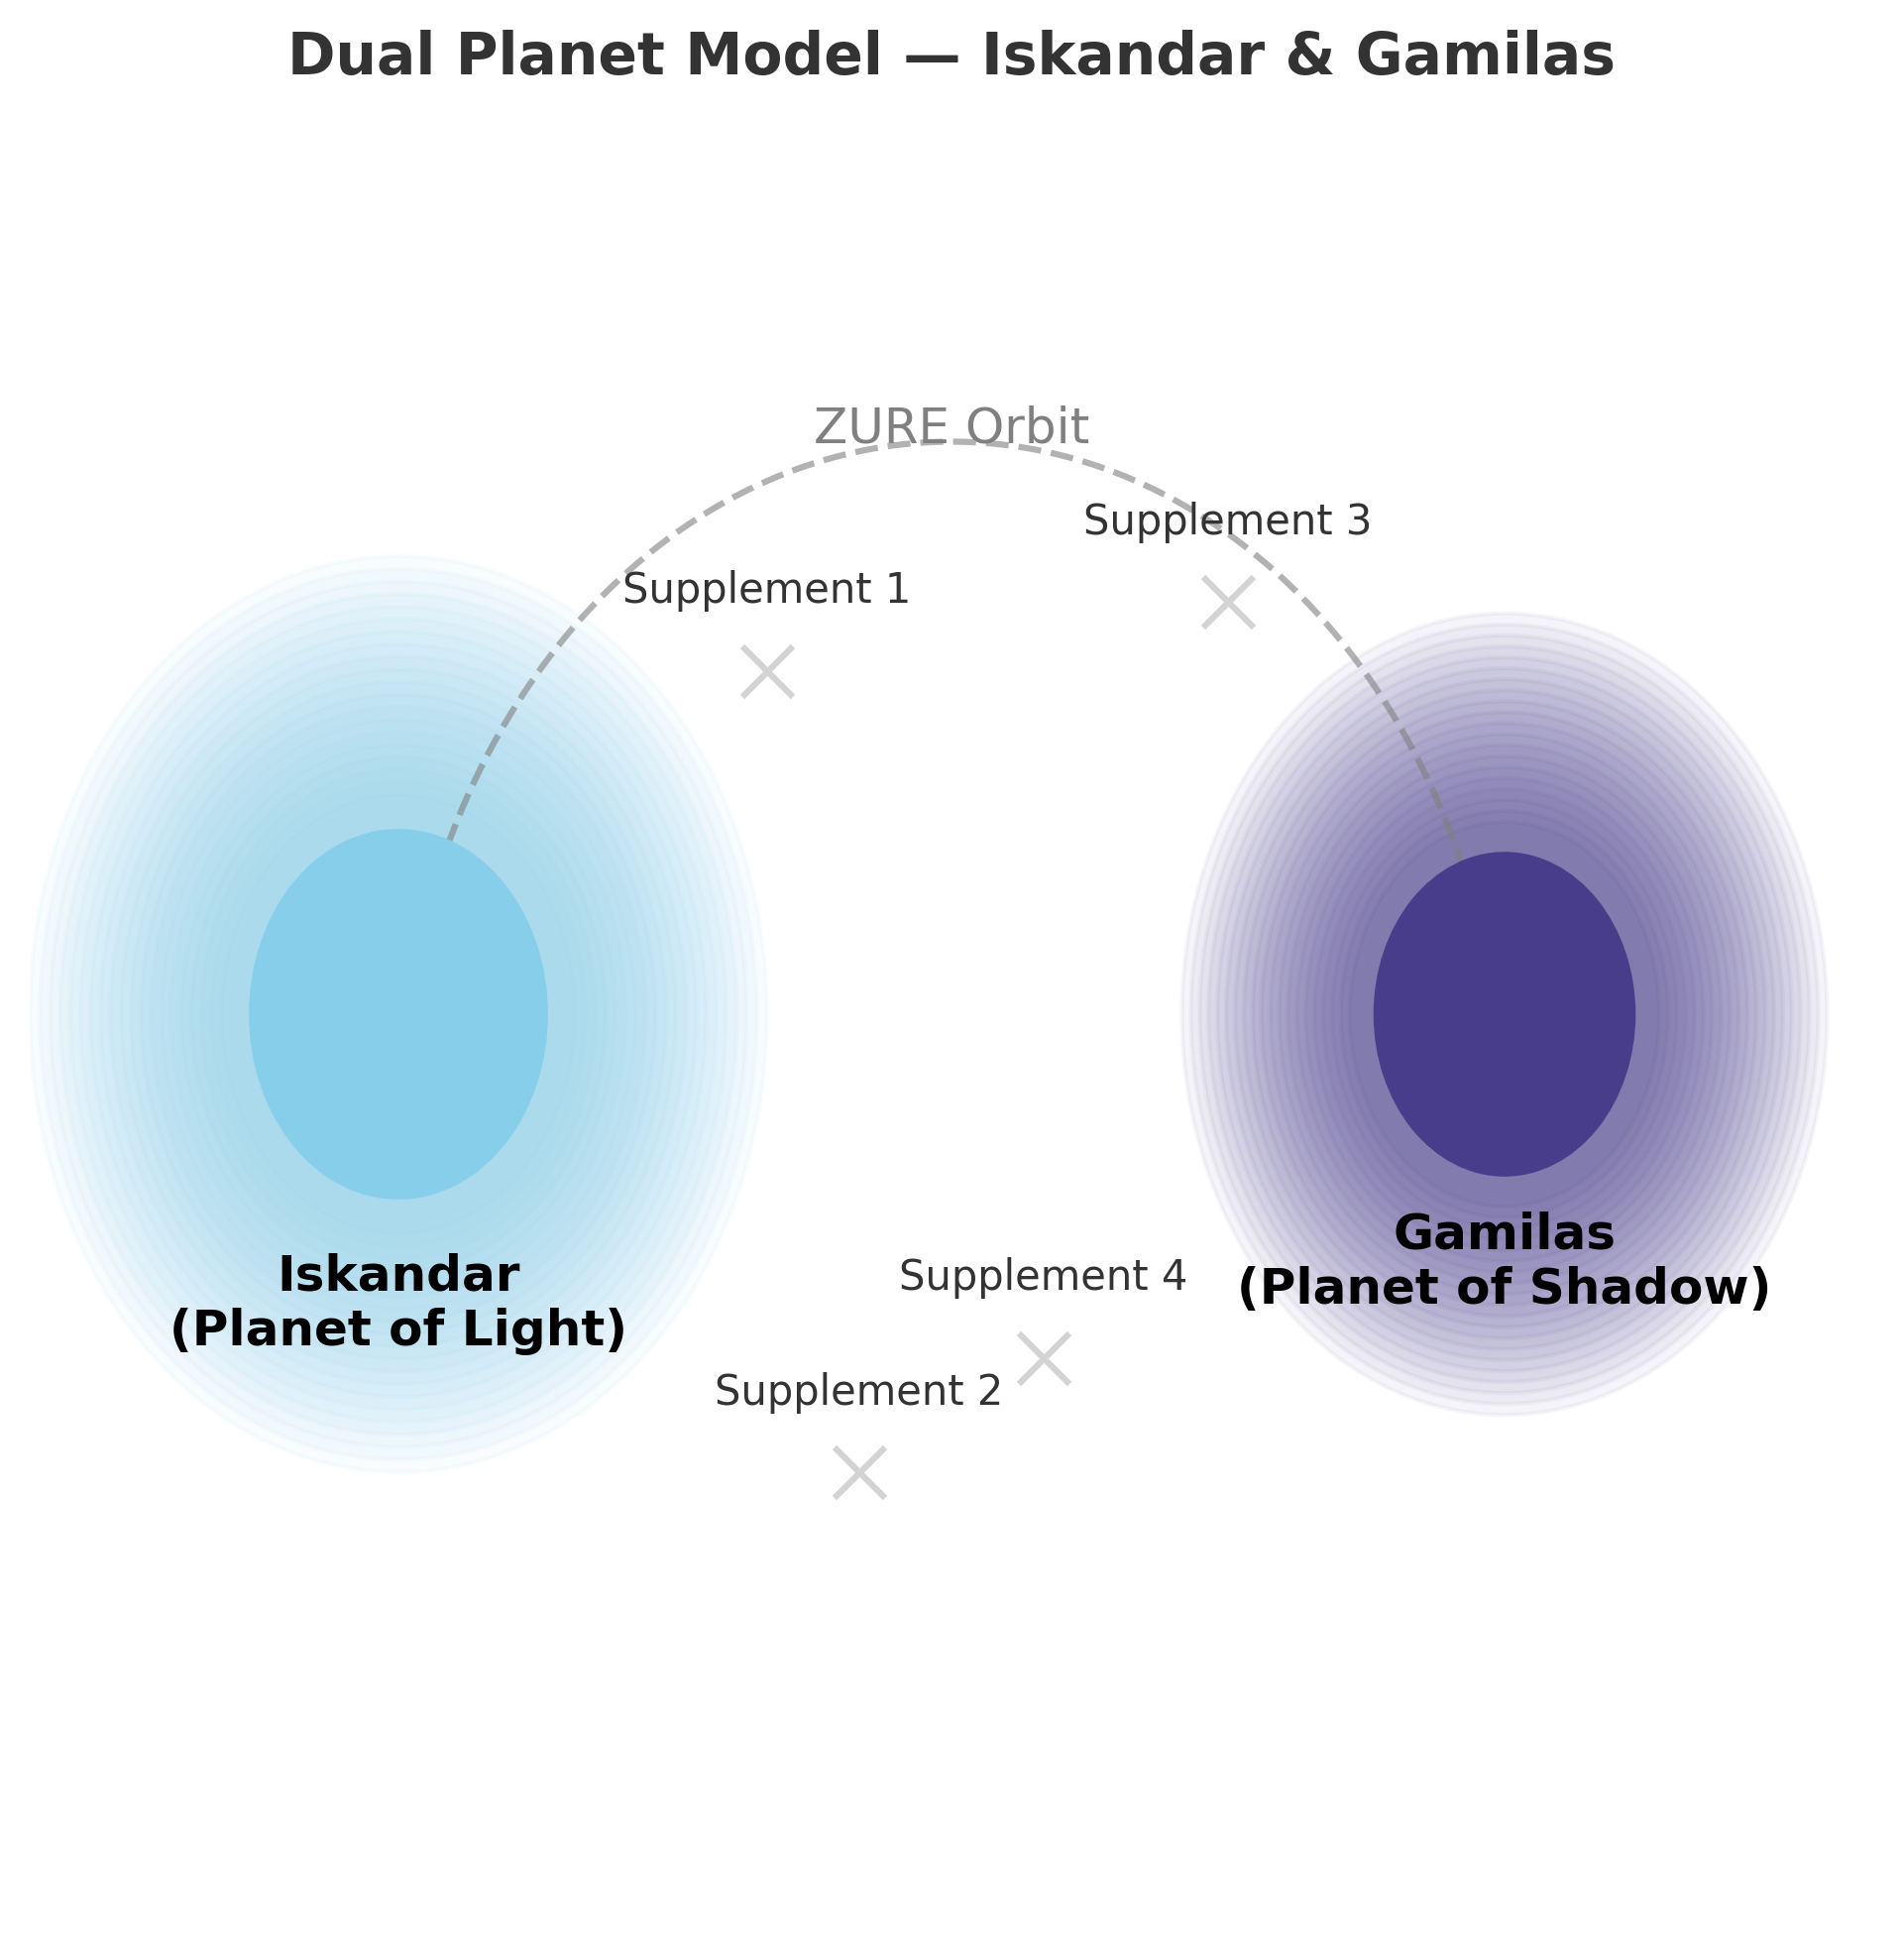 Dual Planet Model — Iskandar & Gamilas
ZURE Orbit
Supplement 3
Supplement 1
Gamilas
(Planet of Shadow)
Iskandar
(Planet of Light)
Supplement 4
Supplement 2